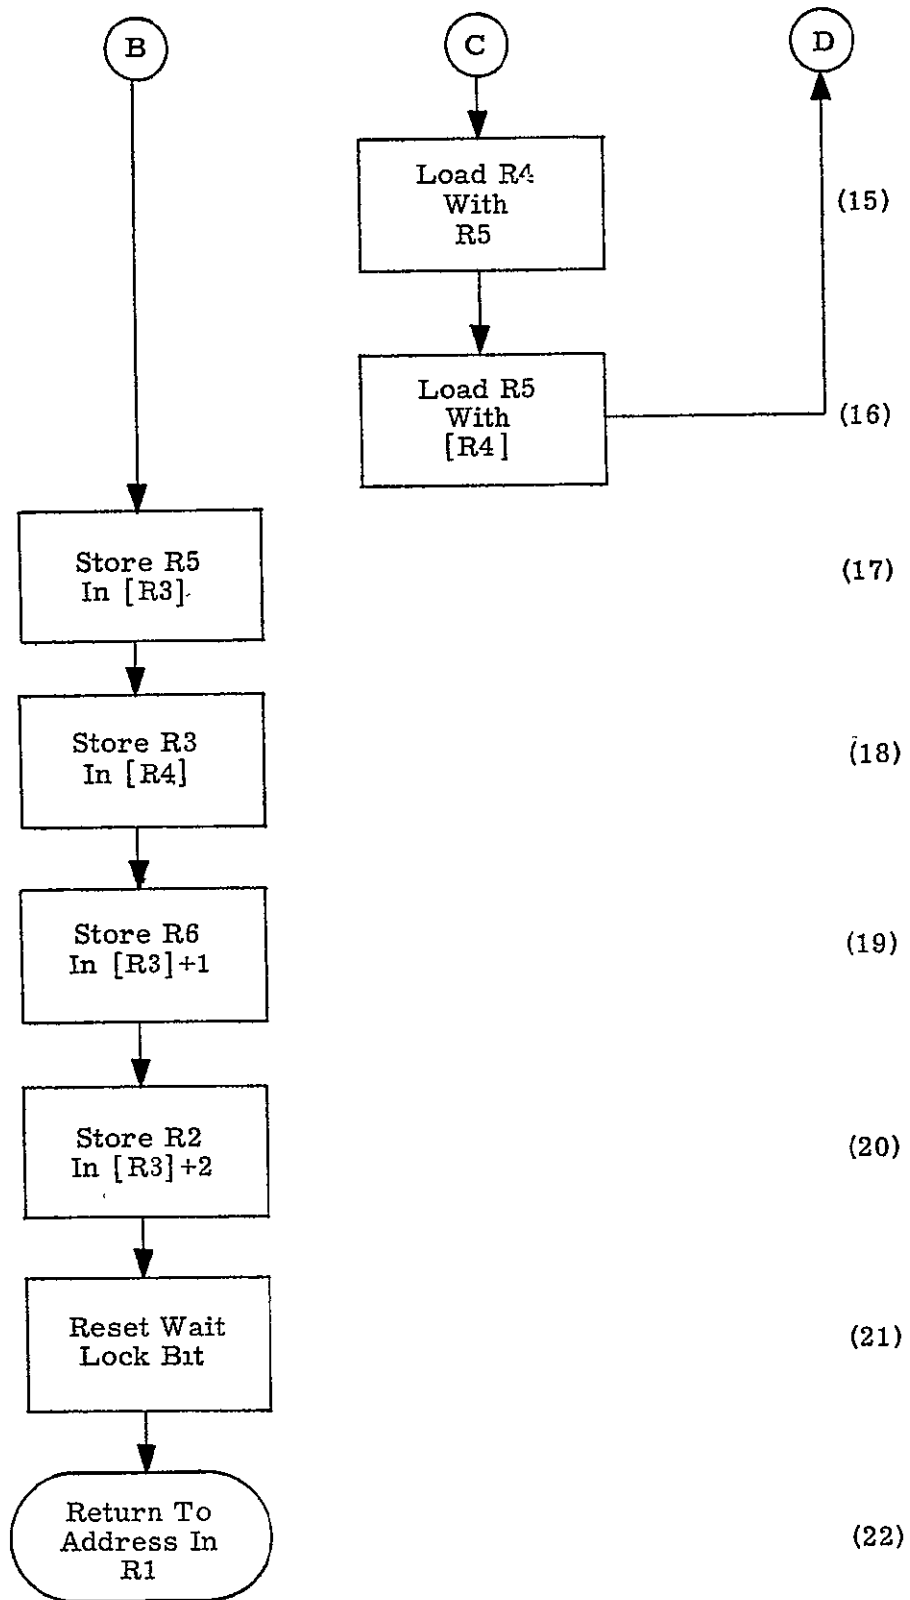 B
C
D
Load R4
With
R5
(15)
Load R5
With
[R4]
(16)
Store R5
In [R3]
(17)
Store R3
In [R4]
(18)
Store R6
In [R3]+1
(19)
Store R2
In [R3]+2
(20)
Reset Wait
Lock Bit
(21)
Return To
Address In
R1
(22)